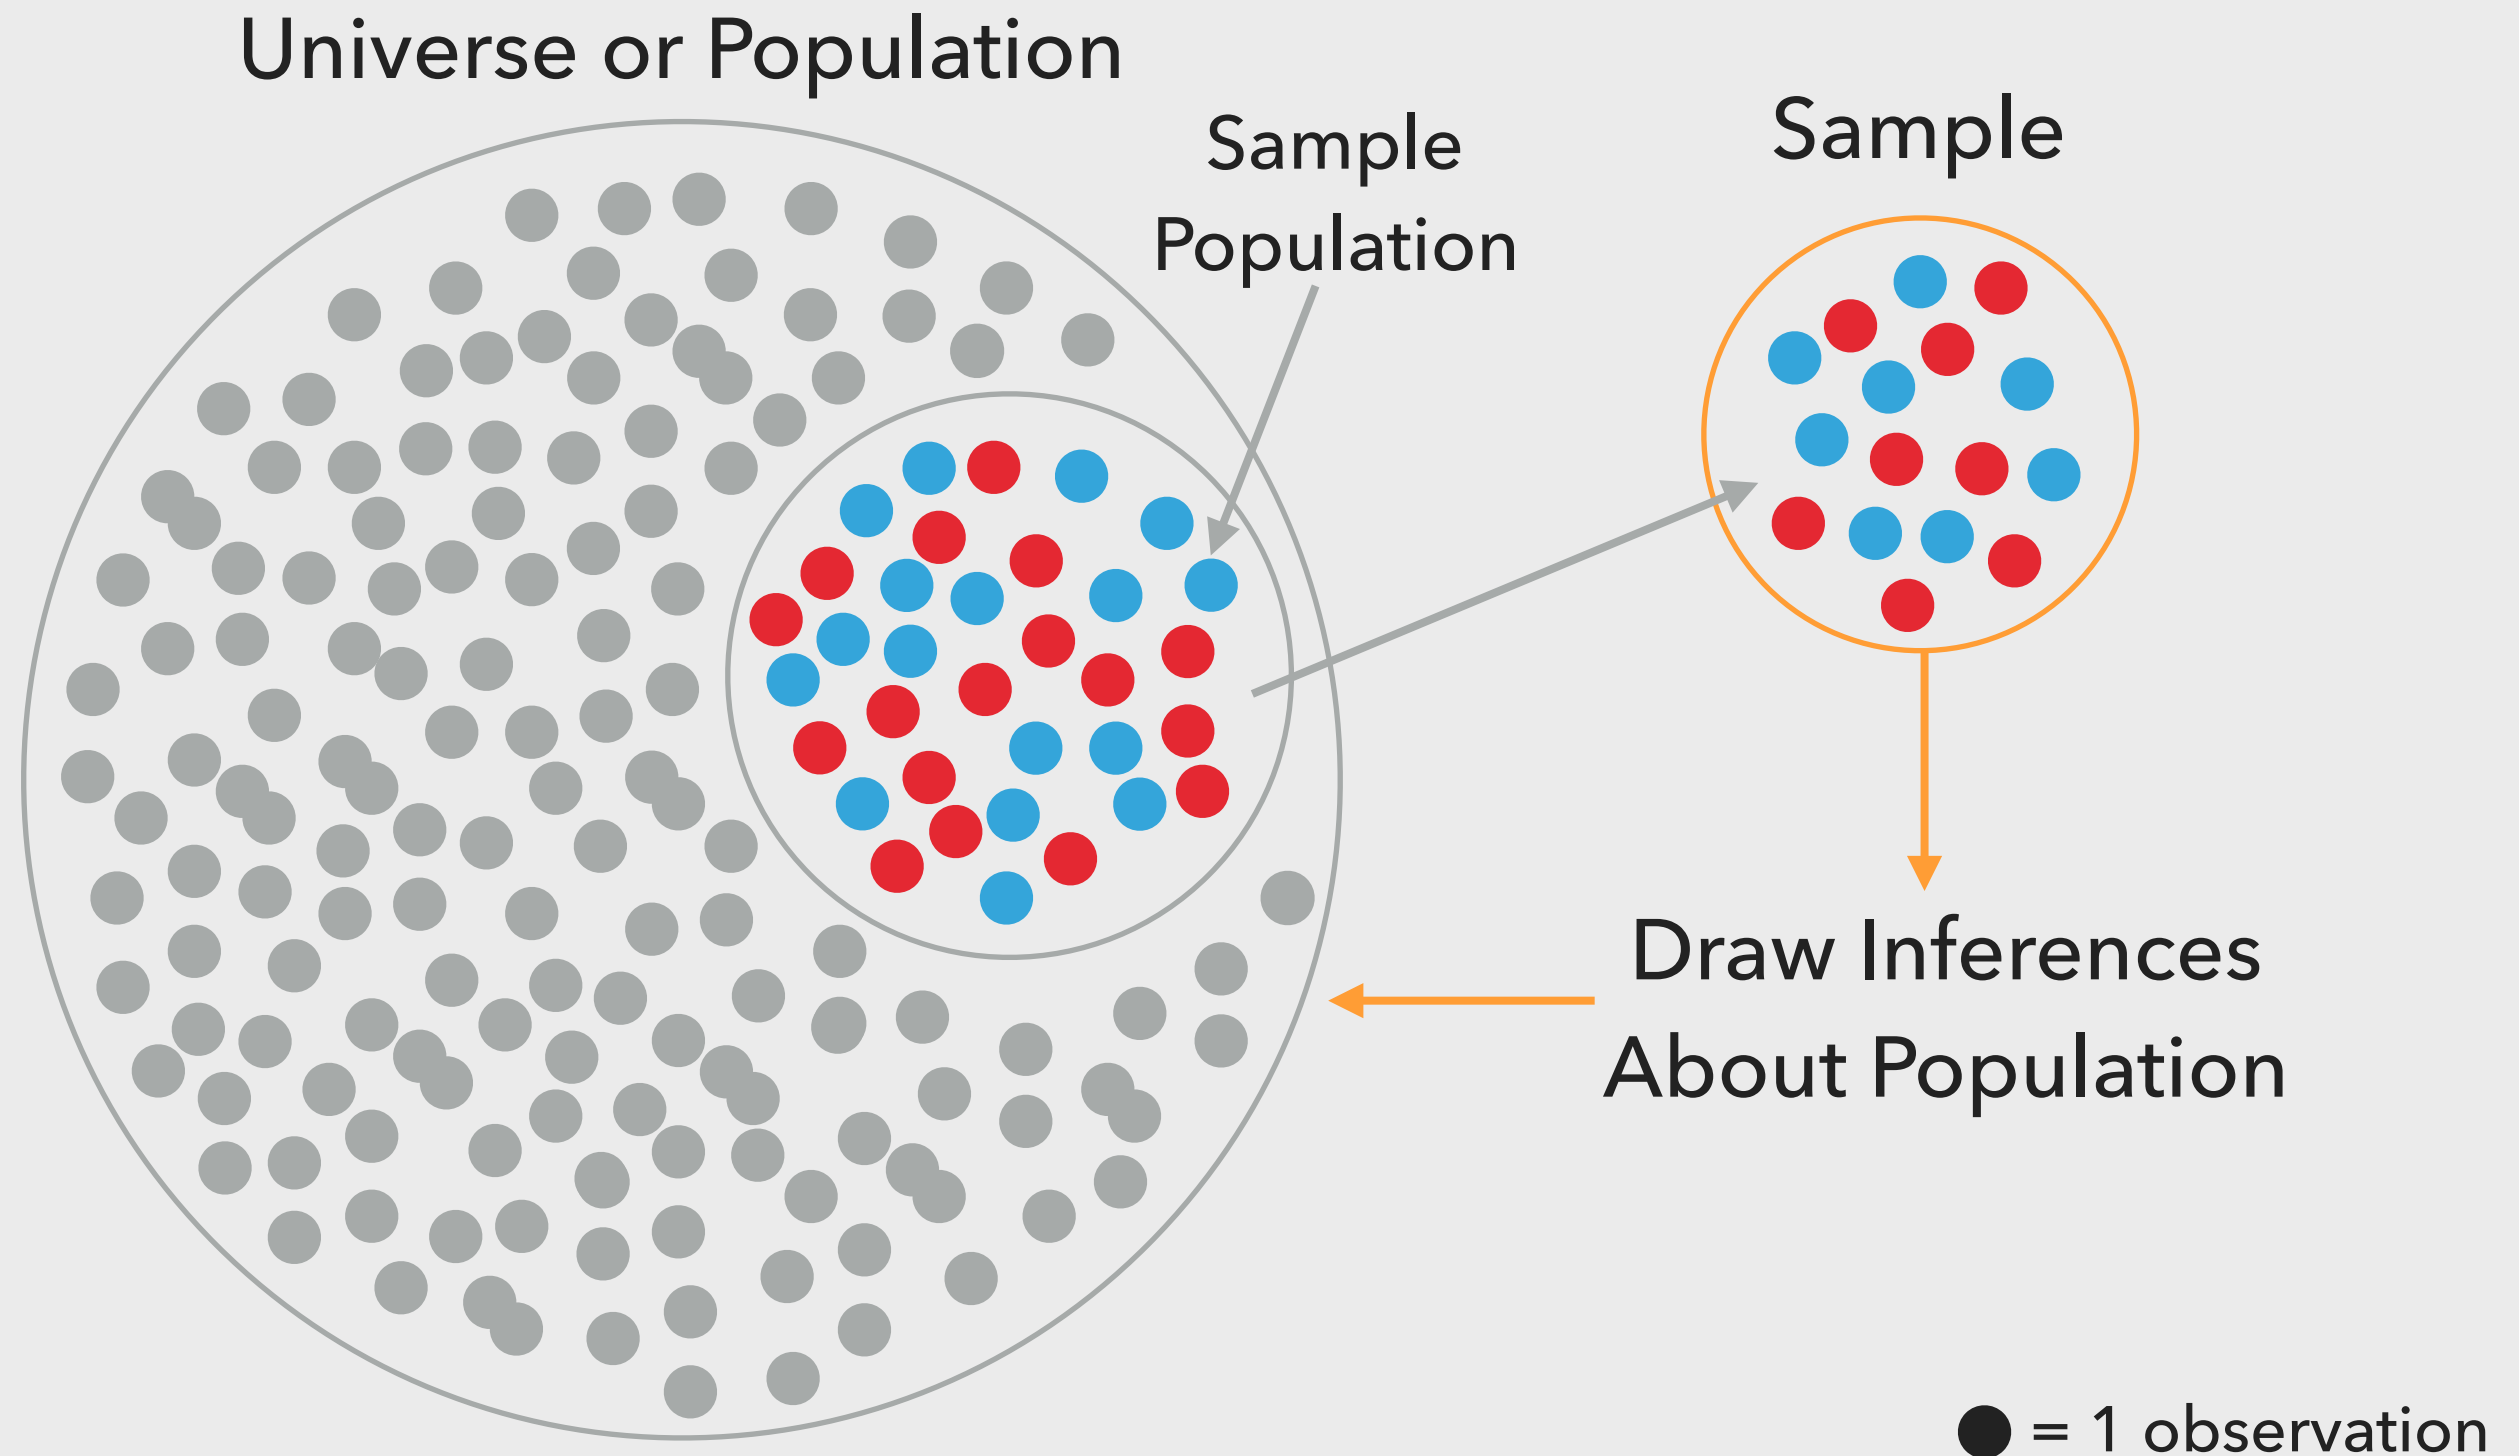 Universe or Population
Sample
Population
Sample
Draw Inferences
About Population
= 1 observation